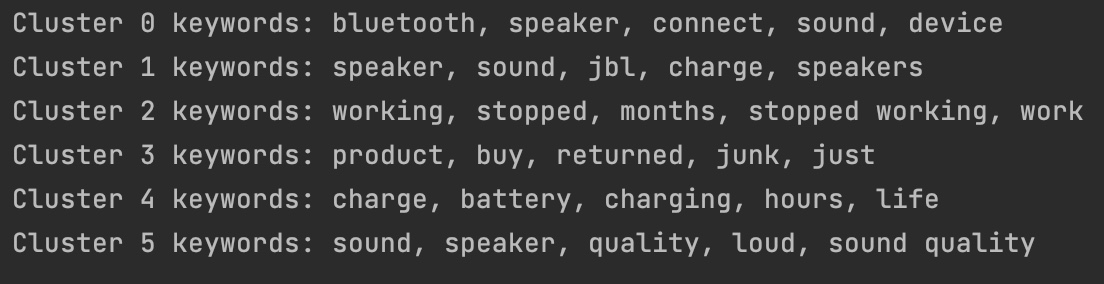 Cluster 0 keywords: bluetooth, speaker, connect, sound, device
Cluster 1 keywords: speaker, sound, jbl, charge, speakers
Cluster 2 keywords: working, stopped, months, stopped working, work
Cluster 3 keywords: product, buy, returned, junk, just
Cluster 4 keywords: charge, battery, charging, hours, life
Cluster 5 keywords: sound, speaker, quality, loud, sound quality